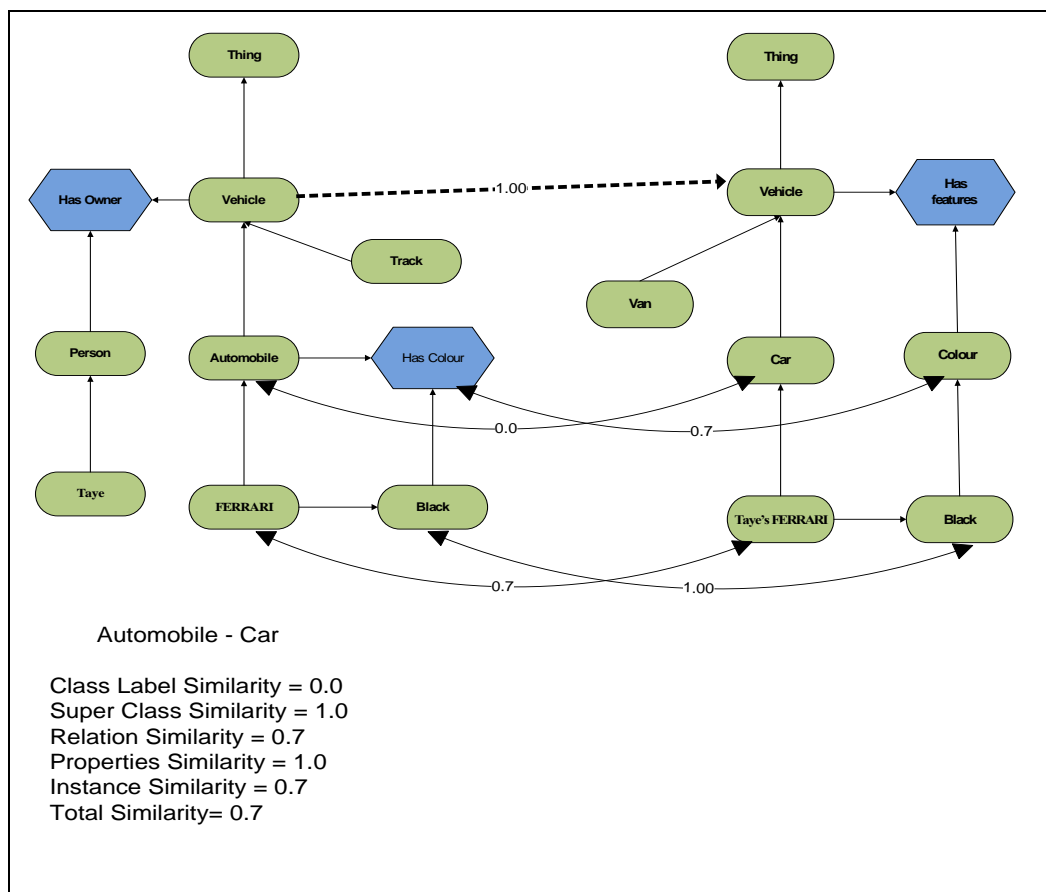 Thing
Thing
Has Owner
Vehicle
1.00
Vehicle
Has
features
Track
Van
Person
Automobile
Has Colour
Car
Colour
0.0
0.7
Taye
FERRARI
Black
Taye's FERRARI
Black
0.7
1.00
Automobile - Car
Class Label Similarity = 0.0
Super Class Similarity = 1.0
Relation Similarity = 0.7
Properties Similarity = 1.0
Instance Similarity = 0.7
Total Similarity= 0.7